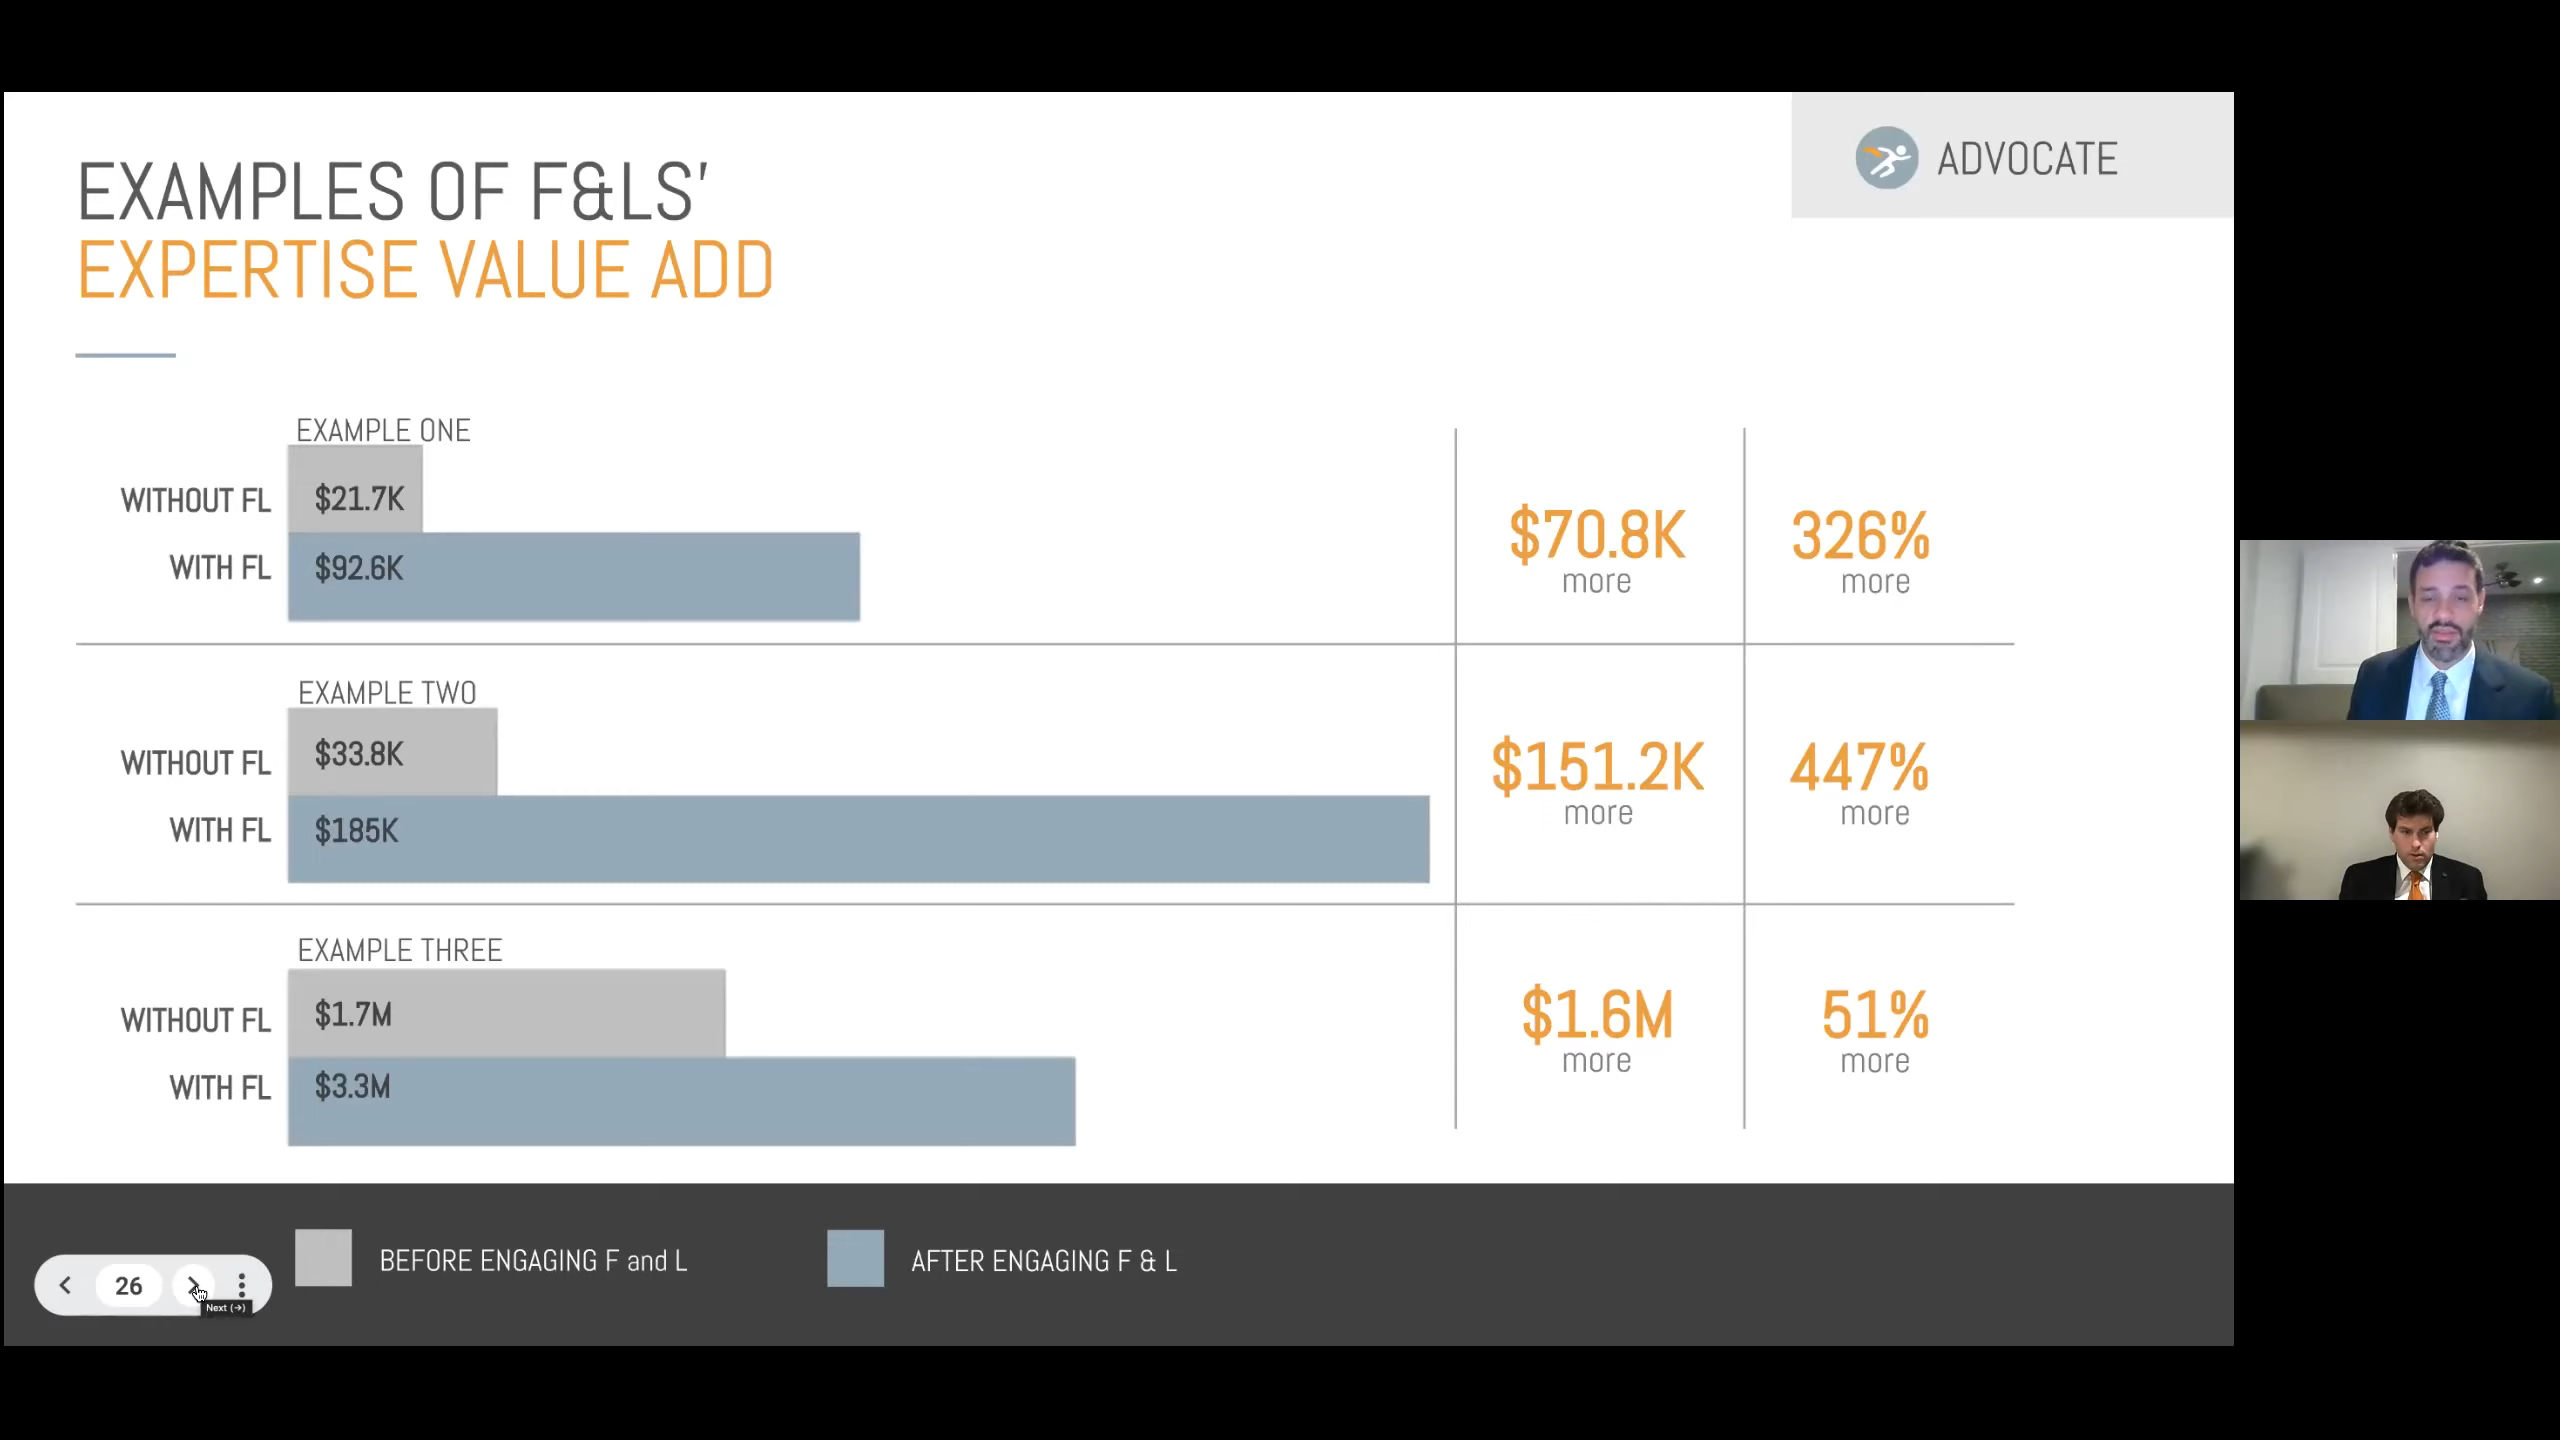 EXAMPLES OF F&LS'
EXPERTISE VALUE ADD
ADVOCATE
EXAMPLE ONE
WITHOUT FL
$21.7K
WITH FL
$92.6K
$70.8K
more
326%
more
EXAMPLE TWO
WITHOUT FL
$33.8K
WITH FL
$185K
$151.2K
more
447%
more
EXAMPLE THREE
WITHOUT FL
$1.7M
WITH FL
$3.3M
$1.6M
more
51%
more
BEFORE ENGAGING F and L
AFTER ENGAGING F & L
26
Next (→)